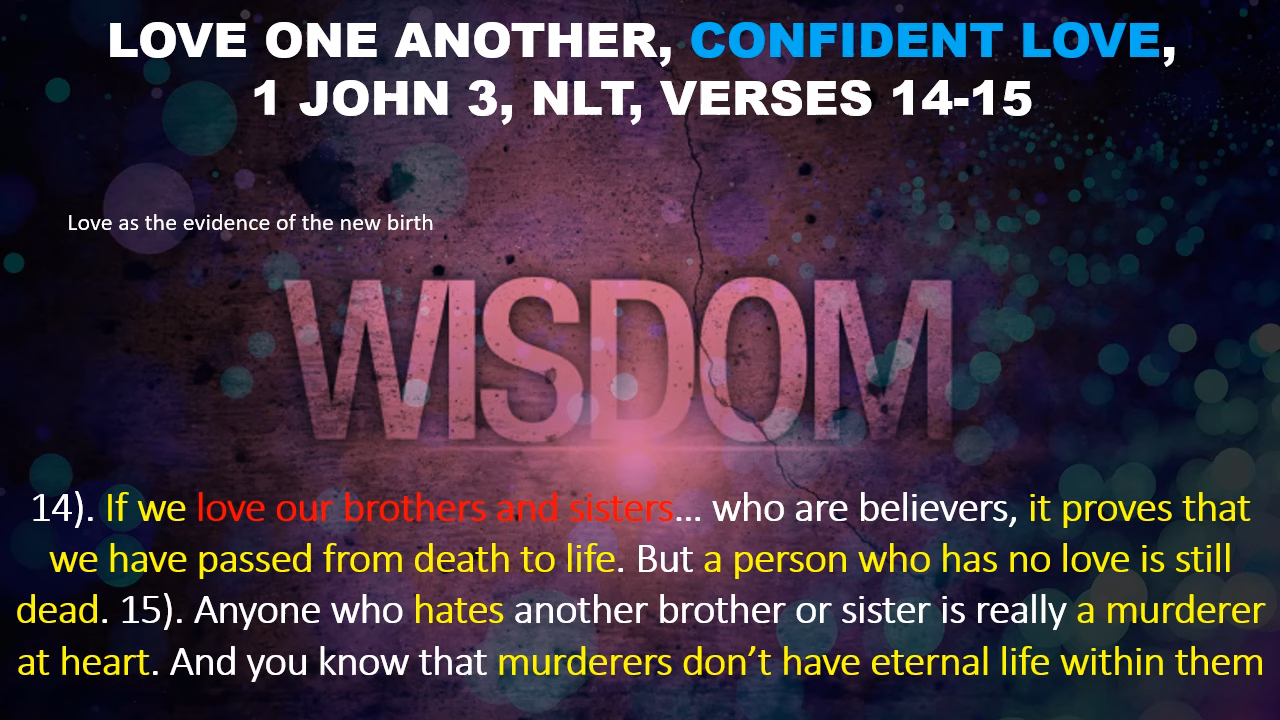 LOVE ONE ANOTHER, CONFIDENT LOVE,
1 JOHN 3, NLT, VERSES 14-15
Love as the evidence of the new birth
WISDOM
14). If we love our brothers and sisters... who are believers, it proves that
we have passed from death to life. But a person who has no love is still
dead. 15). Anyone who hates another brother or sister is really a murderer
at heart. And you know that murderers don’t have eternal life within them